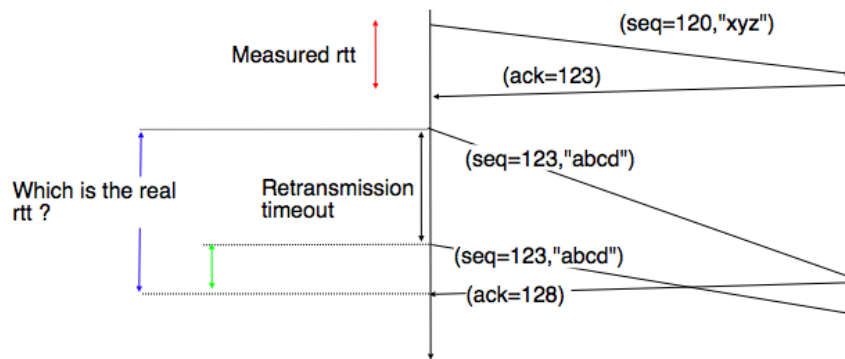 (seq=120,"xyz")
Measured rtt
(ack=123)
(seq=123,"abcd")
Which is the real
rtt ?
Retransmission
timeout
(seq=123,"abcd")
(ack=128)